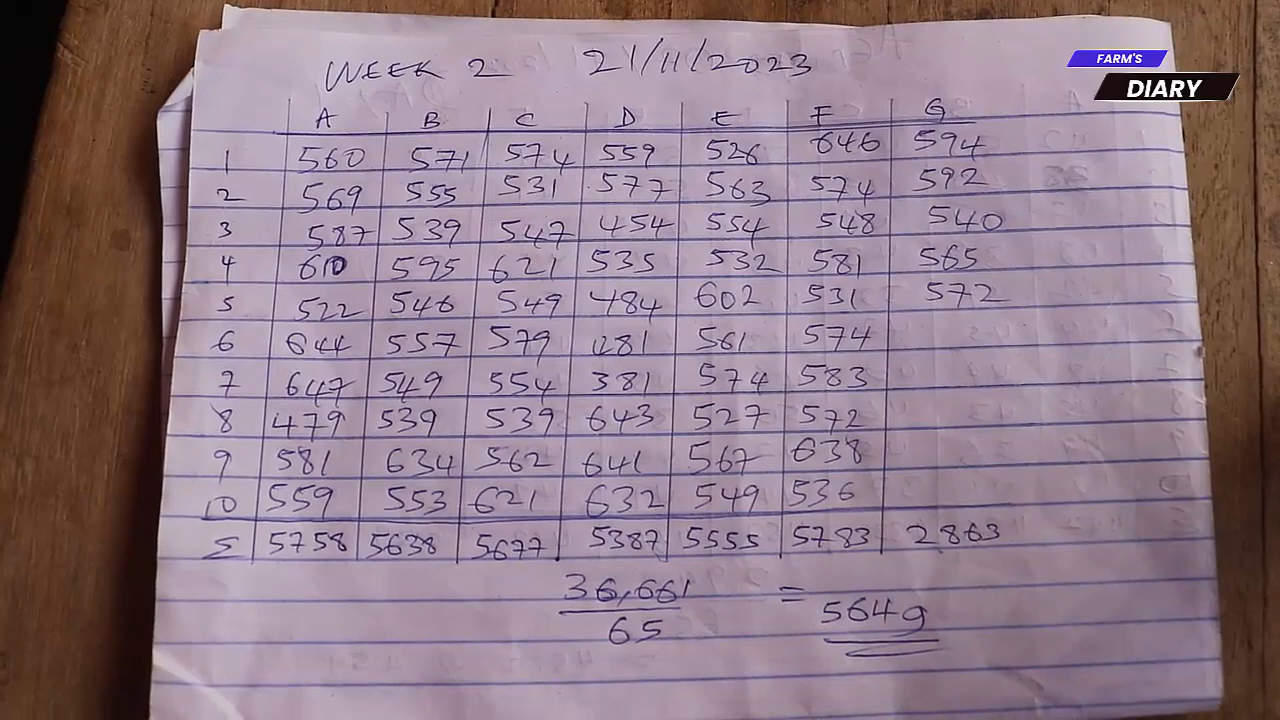 FARM'S
DIARY
WEEK 2 21/11/2023
A B C D E F G
1 560 571 574 559 526 646 594
2 569 555 531 577 563 574 592
3 587 539 547 454 554 548 540
4 610 595 621 535 532 581 565
5 522 546 549 484 602 531 572
6 644 557 579 481 561 574
7 647 549 554 381 574 583
8 479 539 539 643 527 572
9 581 634 562 641 567 638
10 559 553 621 632 549 536
Σ 5758 5638 5677 5387 5555 5783 2863
36,661 = 564g
65